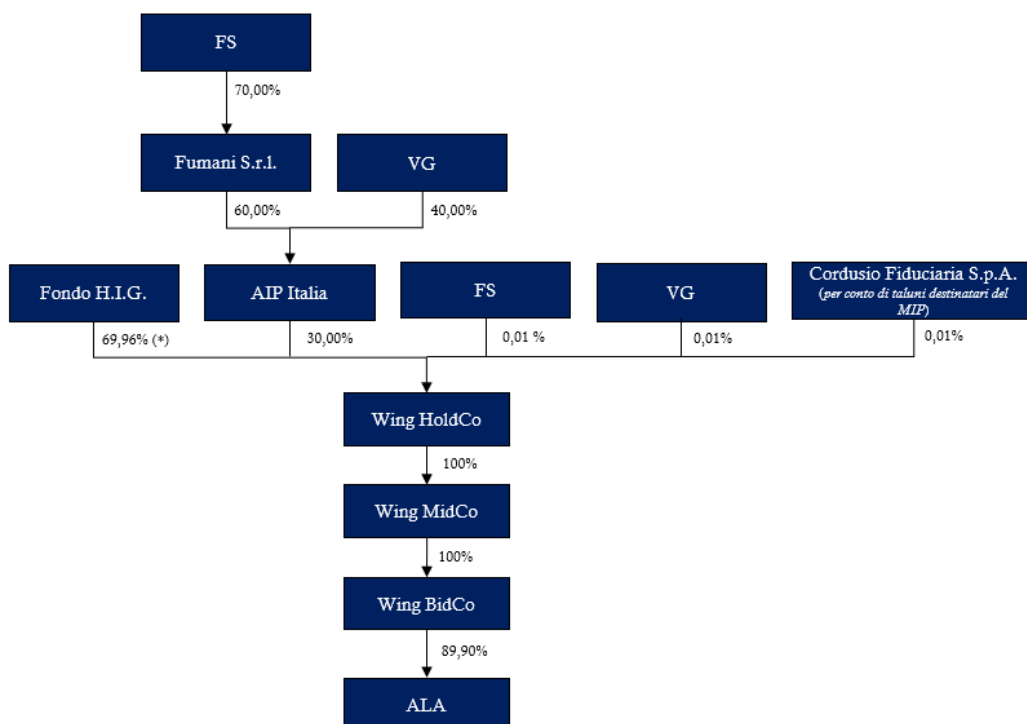 FS
70,00%
Fumani S.r.l.
VG
60,00%
40,00%
Fondo H.I.G.
AIP Italia
FS
VG
Cordusio Fiduciaria S.p.A.
(per conto di taluni destinatari del
MIP)
69,96% (*)
30,00%
0,01 %
0,01%
0,01%
Wing HoldCo
100%
Wing MidCo
100%
Wing BidCo
89,90%
ALA